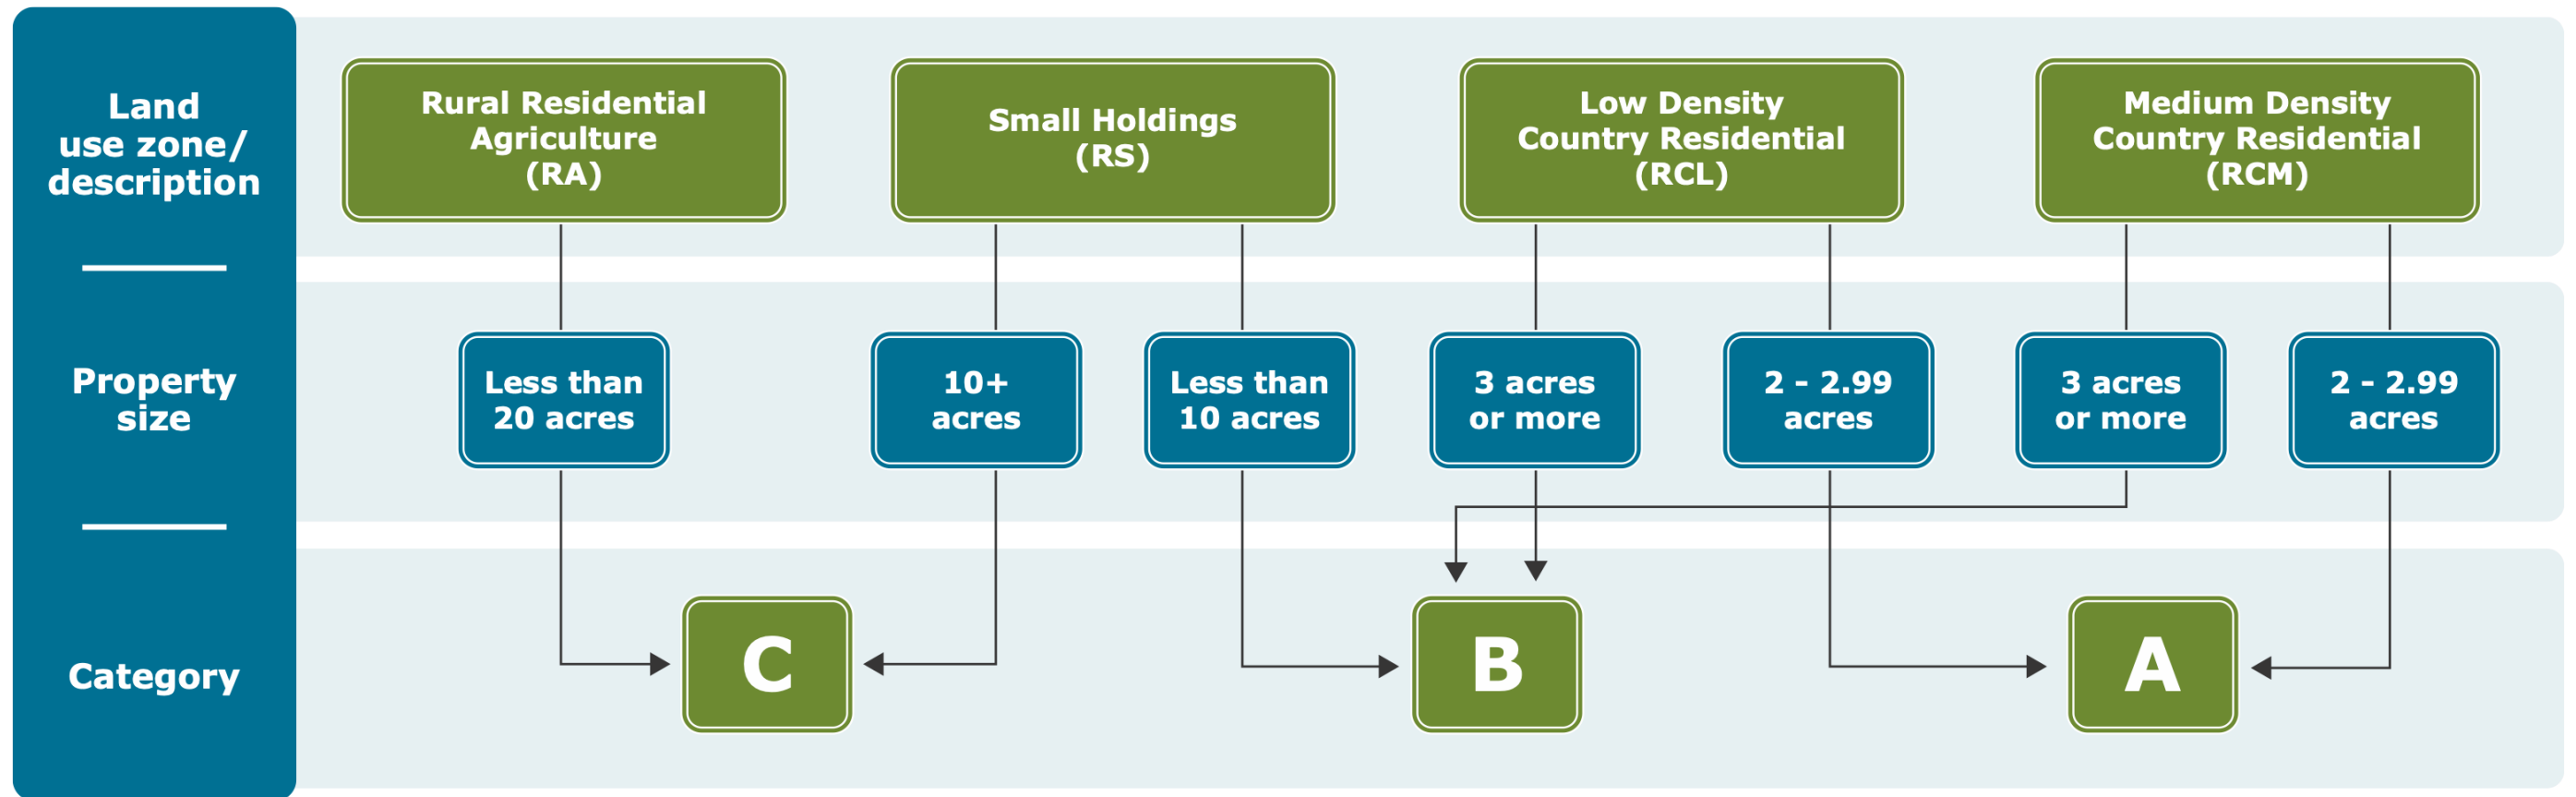 Land
use zone/
description
Rural Residential
Agriculture
(RA)
Small Holdings
(RS)
Low Density
Country Residential
(RCL)
Medium Density
Country Residential
(RCM)
Property
size
Less than
20 acres
10+
acres
Less than
10 acres
3 acres
or more
2 - 2.99
acres
3 acres
or more
2 - 2.99
acres
Category
C
B
A